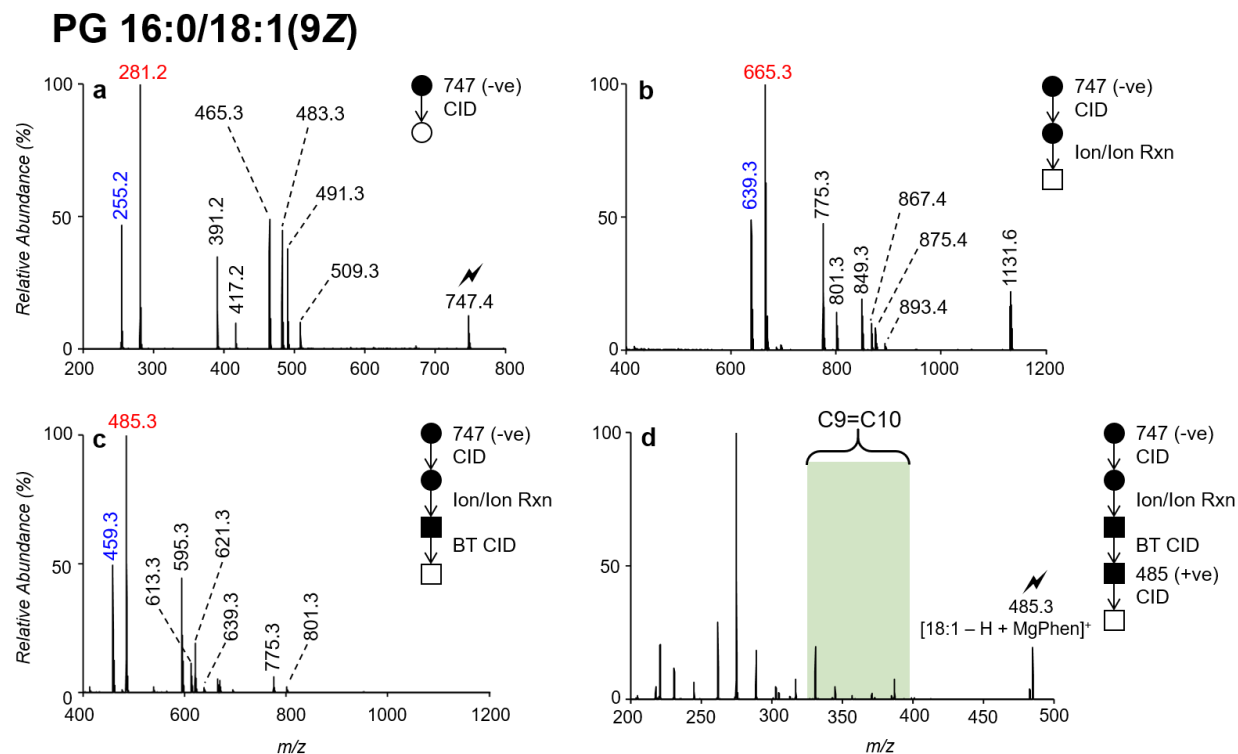 PG 16:0/18:1(9Z)
a
281.2
255.2
391.2
417.2
465.3
483.3
491.3
509.3
747.4
747 (-ve)
CID
Relative Abundance (%)
100
50
0
200 300 400 500 600 700 800
b
665.3
639.3
775.3
801.3
849.3
867.4
875.4
893.4
1131.6
747 (-ve)
CID
Ion/Ion Rxn
Relative Abundance (%)
100
50
0
400 600 800 1000 1200
c
485.3
459.3
613.3
595.3
621.3
639.3
775.3
801.3
747 (-ve)
CID
Ion/Ion Rxn
BT CID
Relative Abundance (%)
100
50
0
400 600 800 1000 1200
m/z
d
C9=C10
485.3
[18:1 – H + MgPhen]⁺
747 (-ve)
CID
Ion/Ion Rxn
BT CID
485 (+ve)
CID
100
50
0
200 250 300 350 400 450 500
m/z